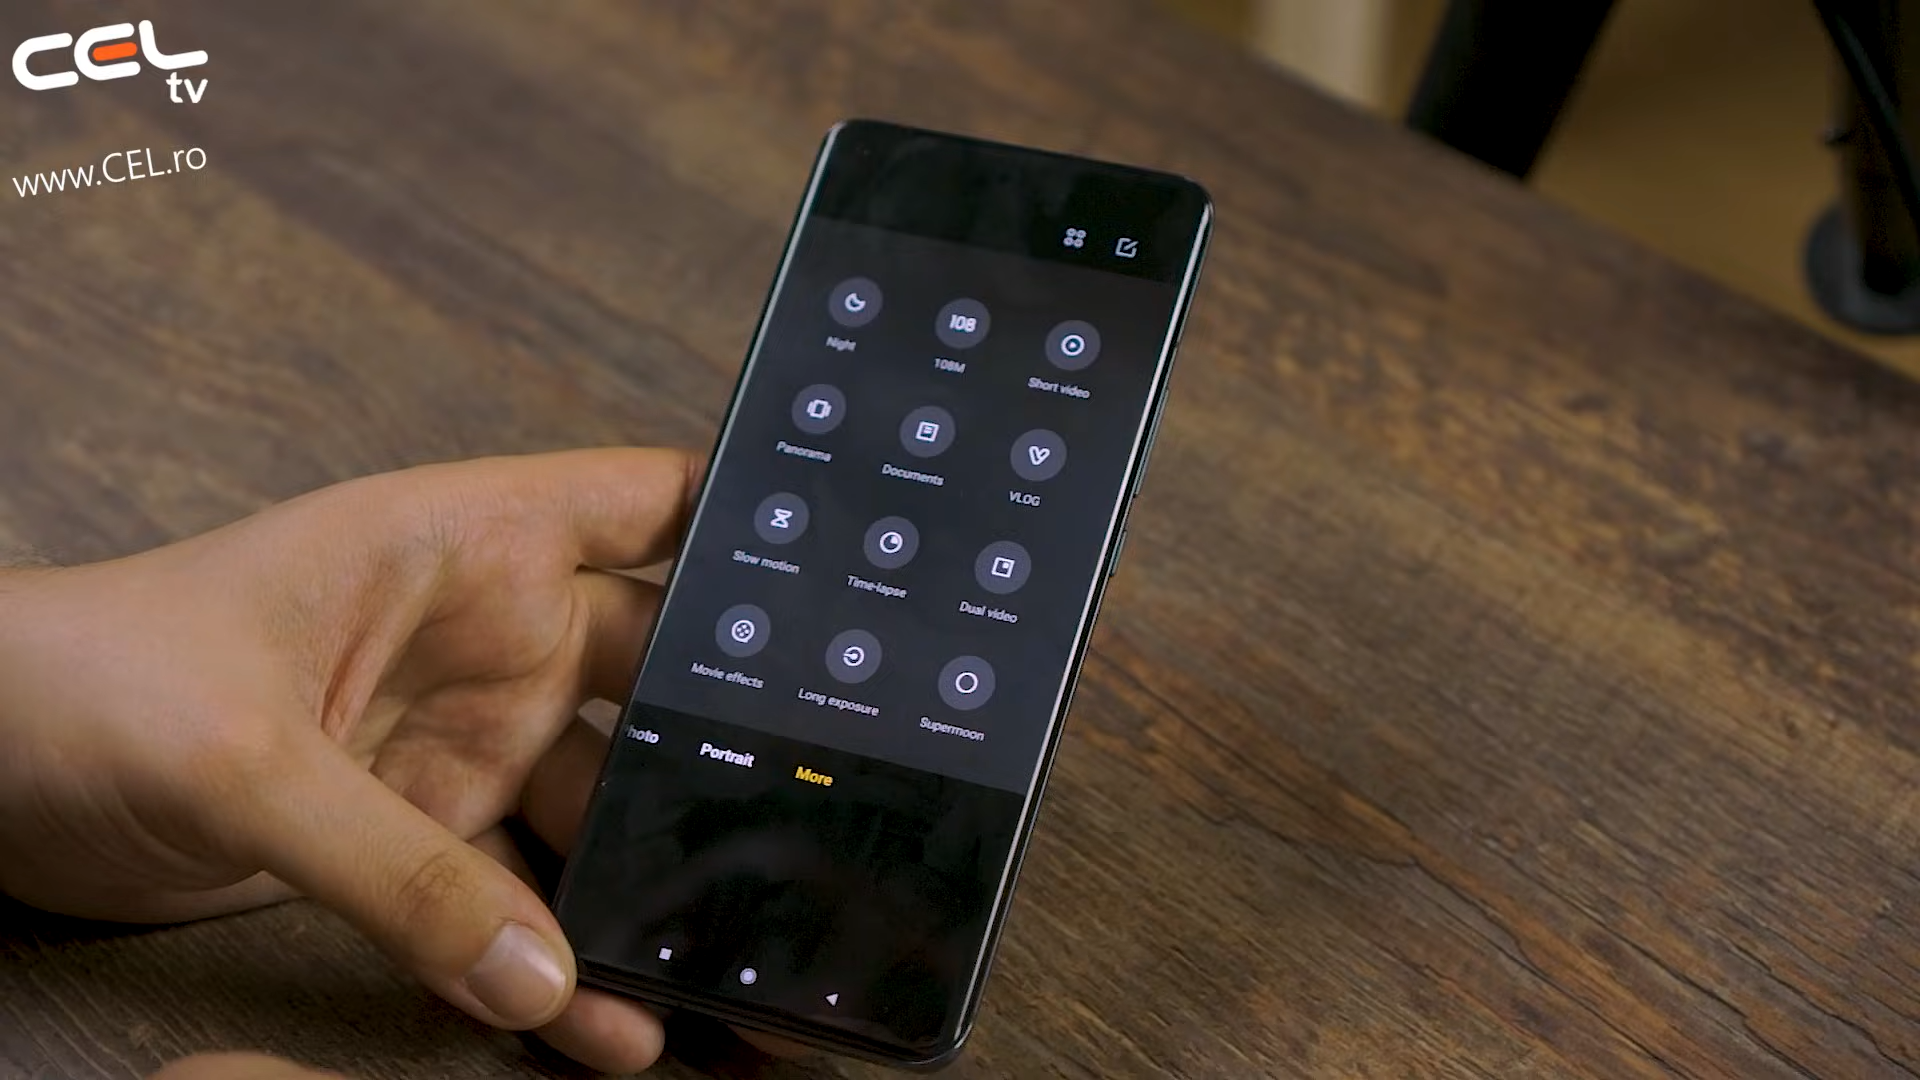 CEL
tv
www.CEL.ro
Night
108
108M
Short video
Panorama
Documents
VLOG
Slow motion
Time-lapse
Dual video
Movie effects
Long exposure
Supermoon
hoto
Portrait
More